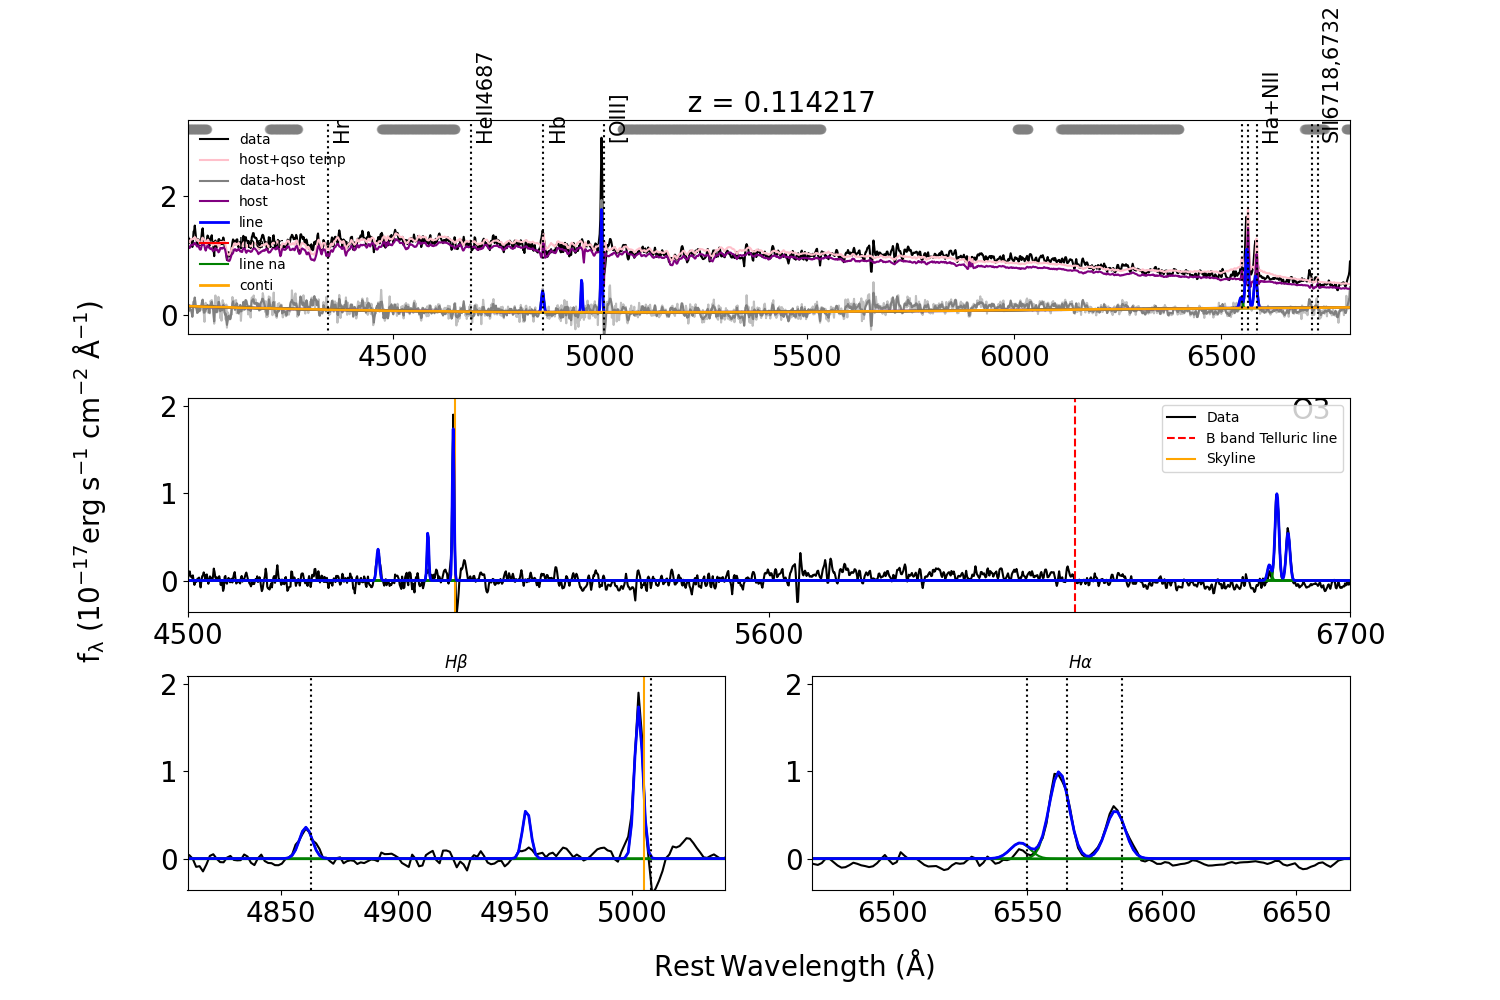 z = 0.114217
Hr
HeII4687
Hb
[OIII]
Ha+NII
SII6718,6732
data
host+qso temp
data-host
host
line
line na
conti
2
0
4500 5000 5500 6000 6500
f_λ (10^−17 erg s^−1 cm^−2 Å^−1)
O3
Data
B band Telluric line
Skyline
2
1
0
4500 5600 6700
Hβ
2
1
0
4850 4900 4950 5000
Hα
2
1
0
6500 6550 6600 6650
Rest Wavelength (Å)